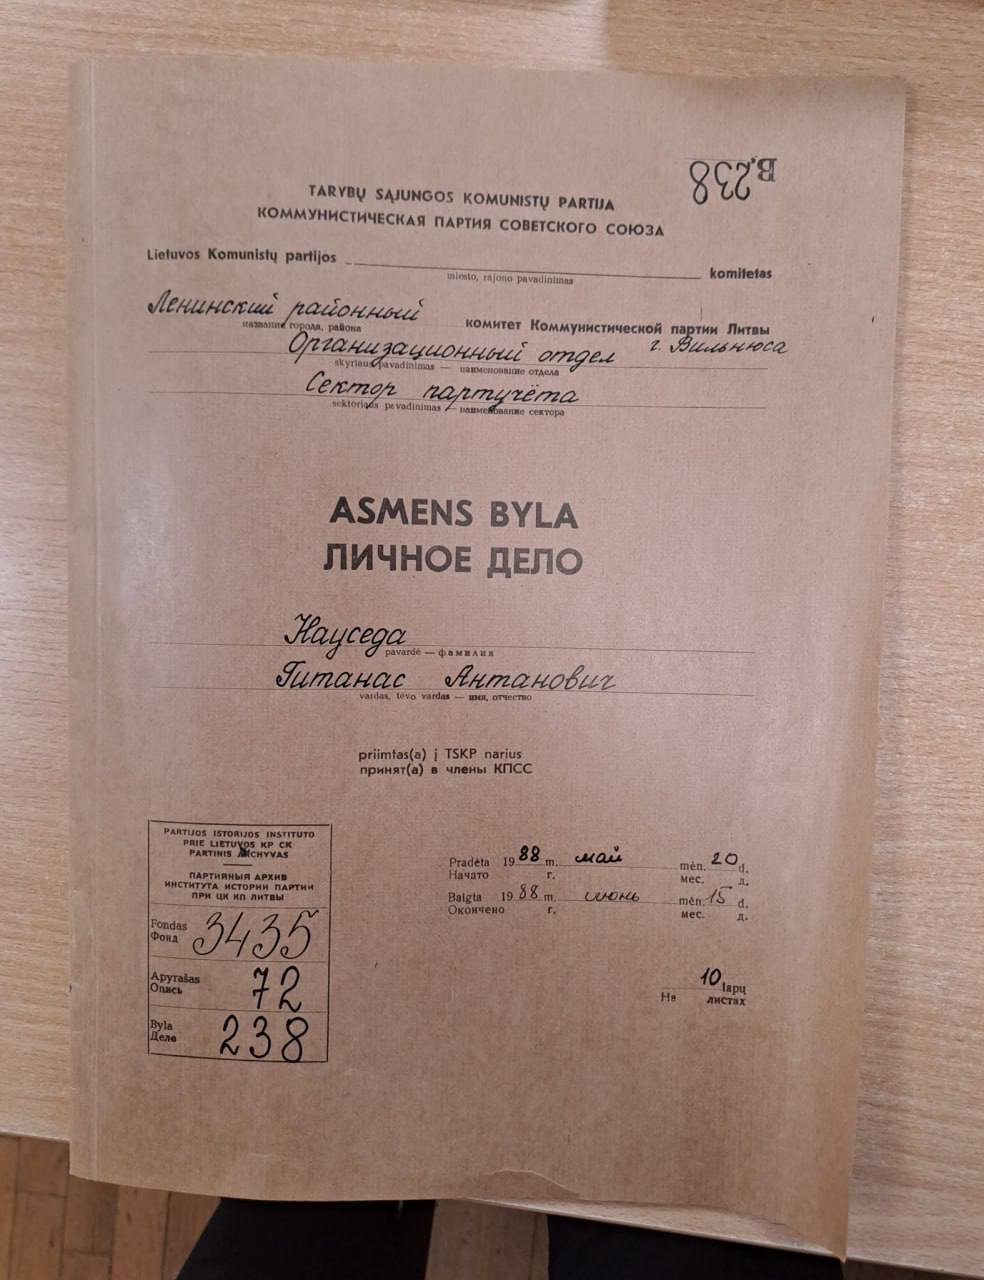 В.238
TARYBŲ SĄJUNGOS KOMUNISTŲ PARTIJA
КОММУНИСТИЧЕСКАЯ ПАРТИЯ СОВЕТСКОГО СОЮЗА
Lietuvos Komunistų partijos komitetas
miesto, rajono pavadinimas
Ленинский районный комитет Коммунистической партии Литвы
название города, района
г. Вильнюса
Организационный отдел
skyriaus pavadinimas — наименование отдела
Сектор партучёта
sektoriaus pavadinimas — наименование сектора
ASMENS BYLA
ЛИЧНОЕ ДЕЛО
Науседа
pavardė — фамилия
Гитанас Антанович
vardas, tėvo vardas — имя, отчество
priimtas(a) į TSKP narius
принят(а) в члены КПСС
PARTIJOS ISTORIJOS INSTITUTO
PRIE LIETUVOS KP CK
PARTINIS ARCHYVAS
ПАРТИЙНЫЙ АРХИВ
ИНСТИТУТА ИСТОРИИ ПАРТИИ
ПРИ ЦК КП ЛИТВЫ
Fondas
Фонд 3435
Apyrašas
Опись 72
Byla
Дело 238
Pradėta 1988 m. май mėn. 20 d.
Начато г. мес. д.
Baigta 1988 m. июнь mėn. 15 d.
Окончено г. мес. д.
10 lapų
На листах